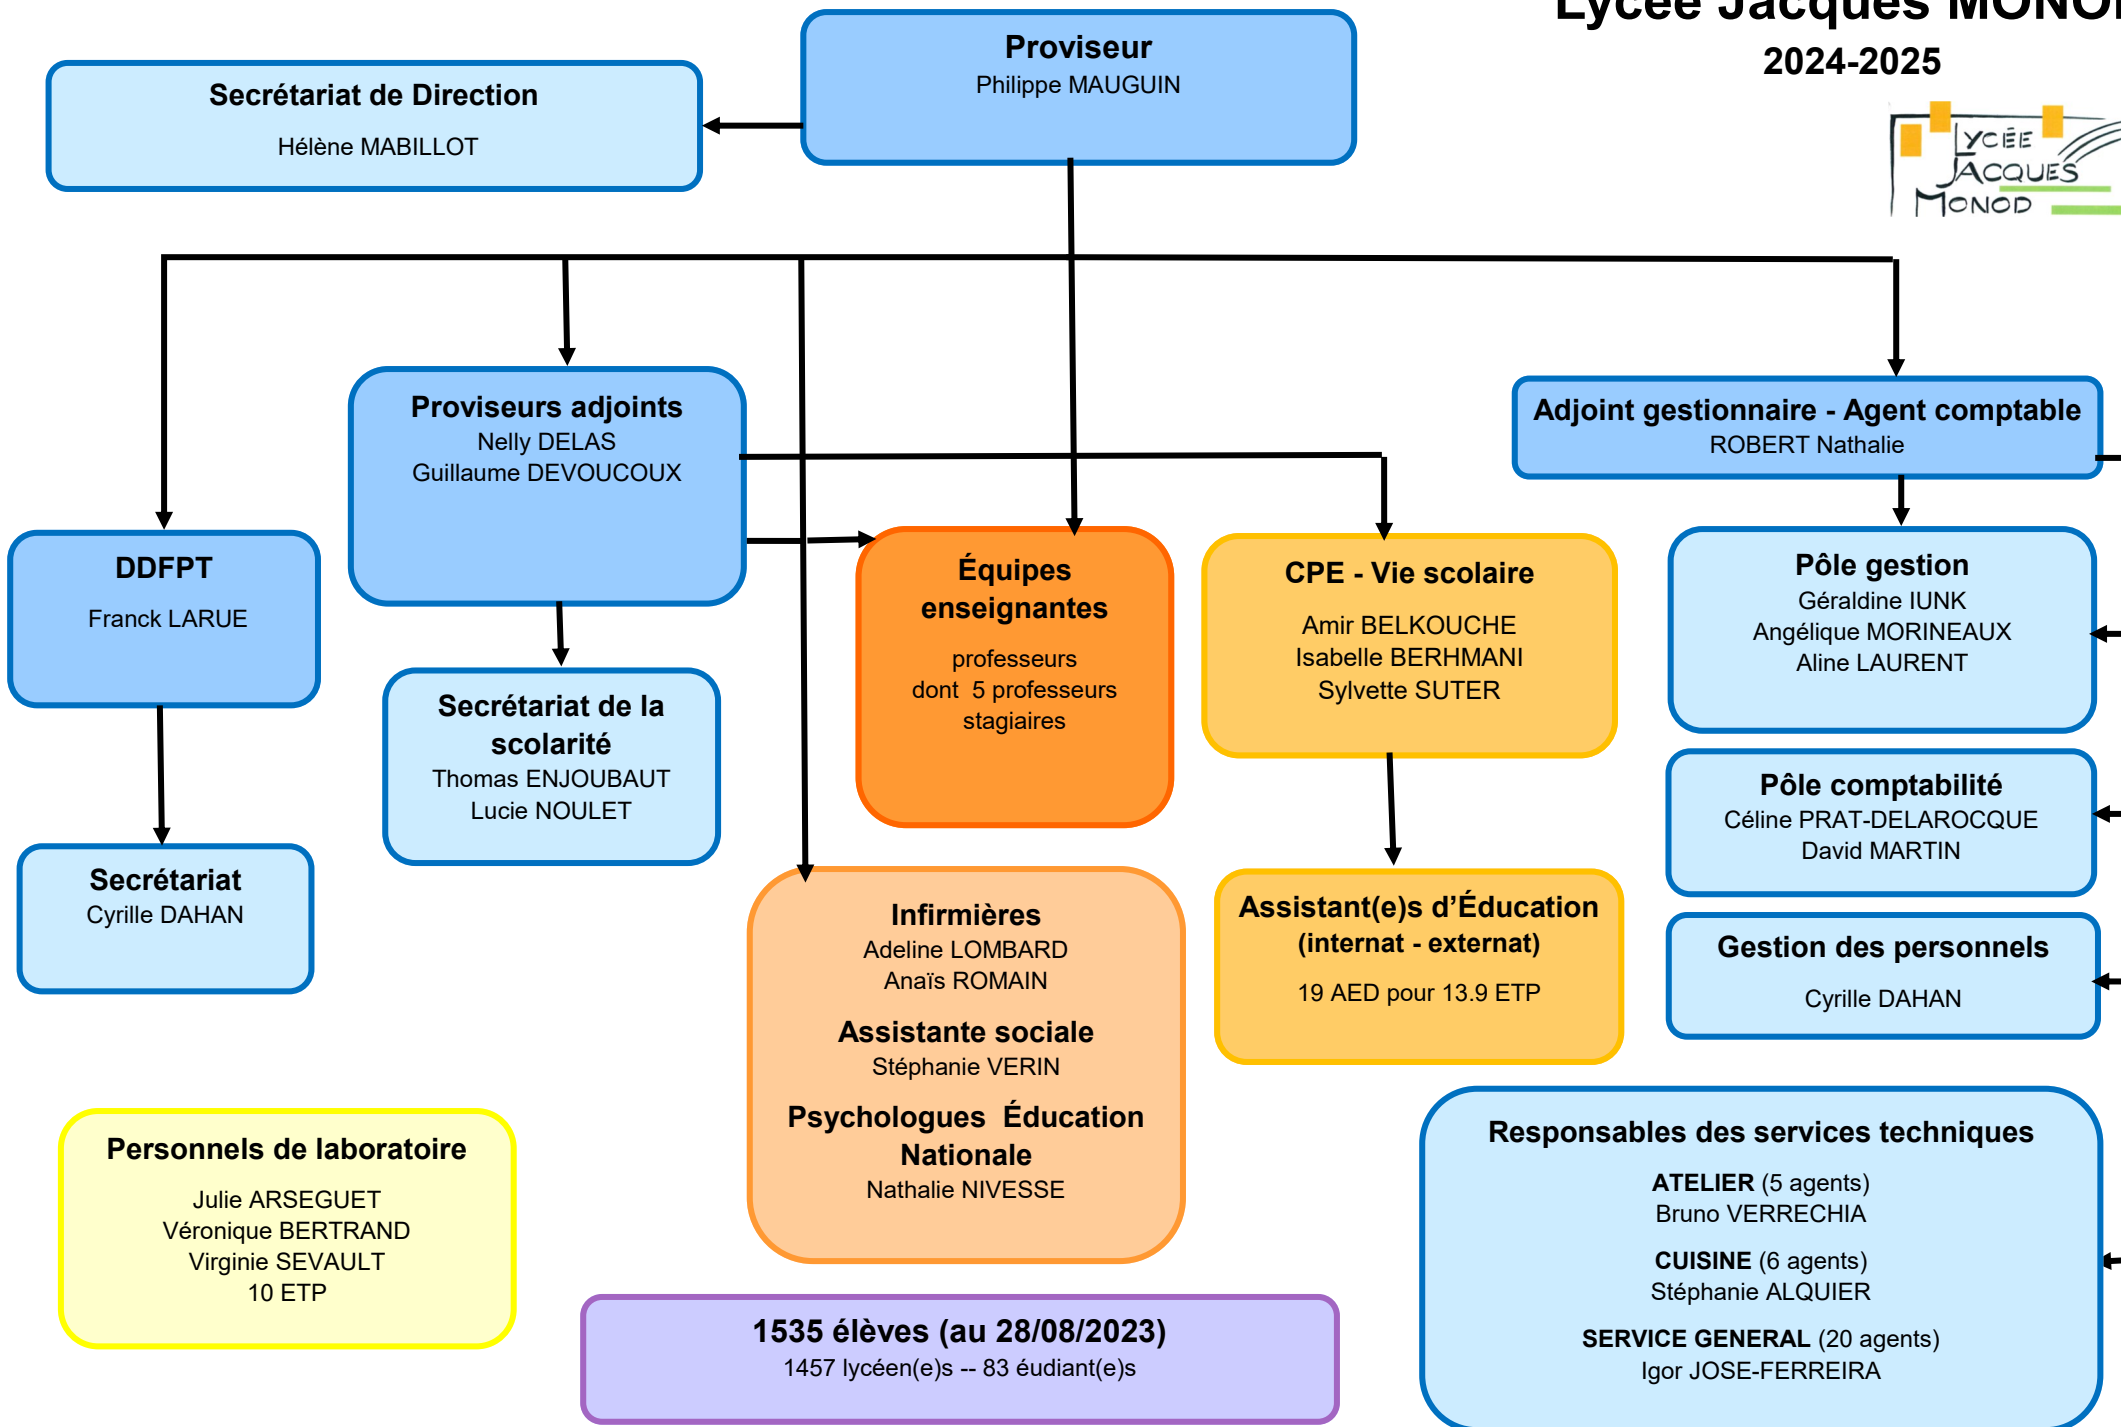 Lycée Jacques MONOD
2024-2025
LYCÉE
JACQUES
MONOD
Proviseur
Philippe MAUGUIN
Secrétariat de Direction
Hélène MABILLOT
Proviseurs adjoints
Nelly DELAS
Guillaume DEVOUCOUX
Adjoint gestionnaire - Agent comptable
ROBERT Nathalie
DDFPT
Franck LARUE
Équipes
enseignantes
professeurs
dont 5 professeurs
stagiaires
CPE - Vie scolaire
Amir BELKOUCHE
Isabelle BERHMANI
Sylvette SUTER
Pôle gestion
Géraldine IUNK
Angélique MORINEAUX
Aline LAURENT
Secrétariat de la
scolarité
Thomas ENJOUBAUT
Lucie NOULET
Pôle comptabilité
Céline PRAT-DELAROCQUE
David MARTIN
Secrétariat
Cyrille DAHAN
Infirmières
Adeline LOMBARD
Anaïs ROMAIN
Assistante sociale
Stéphanie VERIN
Psychologues Éducation
Nationale
Nathalie NIVESSE
Assistant(e)s d'Éducation
(internat - externat)
19 AED pour 13.9 ETP
Gestion des personnels
Cyrille DAHAN
Personnels de laboratoire
Julie ARSEGUET
Véronique BERTRAND
Virginie SEVAULT
10 ETP
Responsables des services techniques
ATELIER (5 agents)
Bruno VERRECHIA
CUISINE (6 agents)
Stéphanie ALQUIER
SERVICE GENERAL (20 agents)
Igor JOSE-FERREIRA
1535 élèves (au 28/08/2023)
1457 lycéen(e)s -- 83 éudiant(e)s